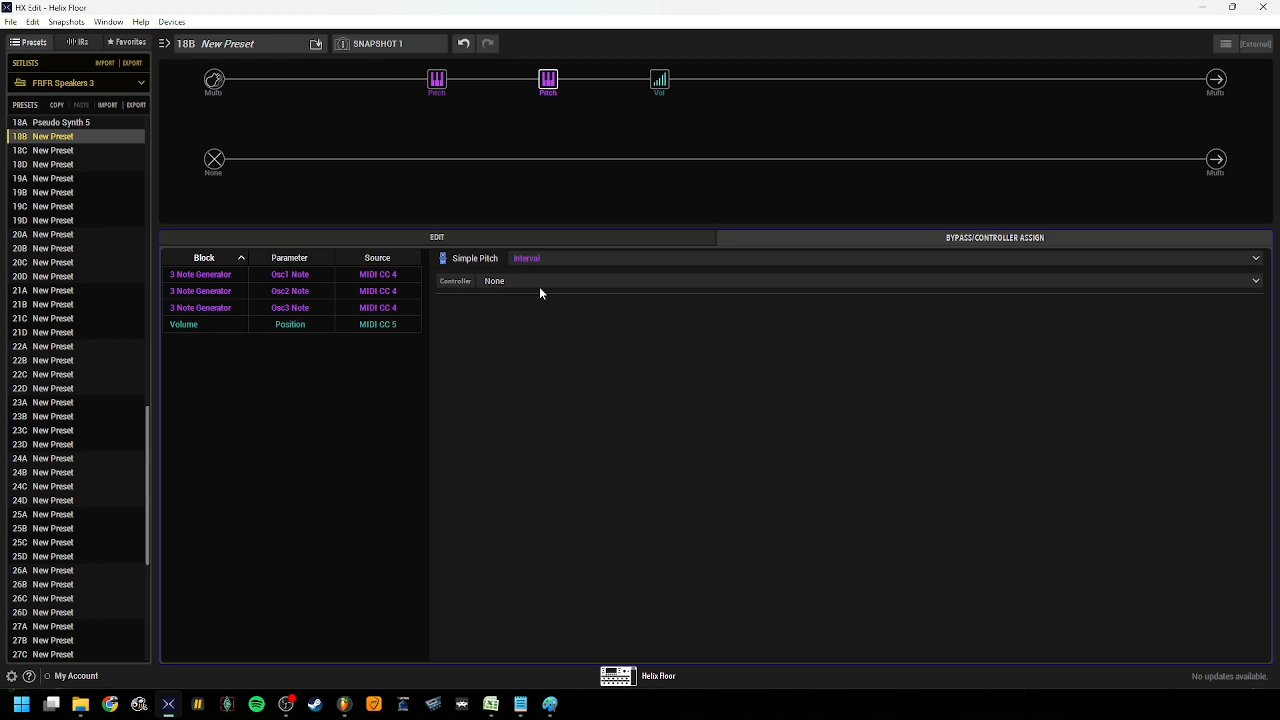 HX Edit - Helix Floor
File Edit Snapshots Window Help Devices
Presets IRs Favorites 18B New Preset SNAPSHOT 1 [External]
SETLISTS IMPORT EXPORT
FRFR Speakers 3
PRESETS COPY PASTE IMPORT EXPORT
18A Pseudo Synth 5
18B New Preset
18C New Preset
18D New Preset
19A New Preset
19B New Preset
19C New Preset
19D New Preset
20A New Preset
20B New Preset
20C New Preset
20D New Preset
21A New Preset
21B New Preset
21C New Preset
21D New Preset
22A New Preset
22B New Preset
22C New Preset
22D New Preset
23A New Preset
23B New Preset
23C New Preset
23D New Preset
24A New Preset
24B New Preset
24C New Preset
24D New Preset
25A New Preset
25B New Preset
25C New Preset
25D New Preset
26A New Preset
26B New Preset
26C New Preset
26D New Preset
27A New Preset
27B New Preset
27C New Preset
Multi Pitch Pitch Vol Multi
None Multi
EDIT BYPASS/CONTROLLER ASSIGN
Block Parameter Source
3 Note Generator Osc1 Note MIDI CC 4
3 Note Generator Osc2 Note MIDI CC 4
3 Note Generator Osc3 Note MIDI CC 4
Volume Position MIDI CC 5
Simple Pitch Interval
Controller None
My Account Helix Floor No updates available.